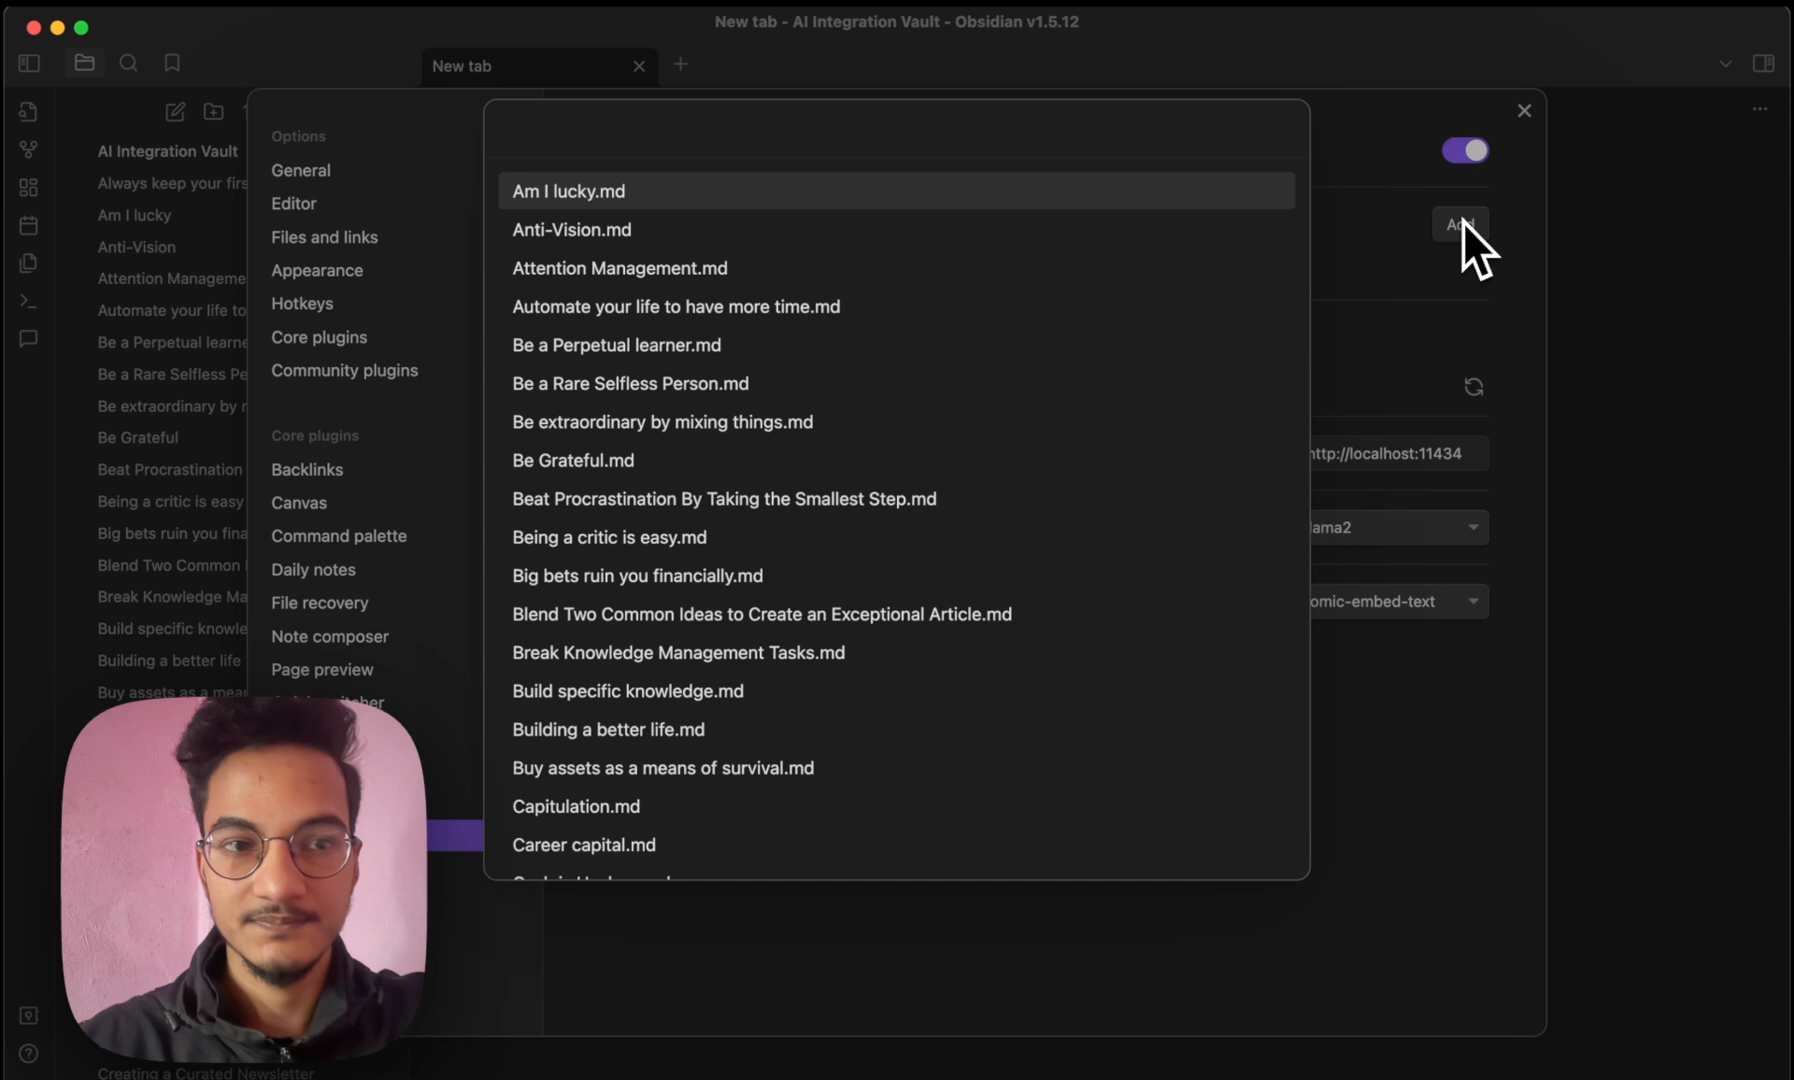 New tab - AI Integration Vault - Obsidian v1.5.12
New tab
AI Integration Vault
Always keep your firs
Am I lucky
Anti-Vision
Attention Manageme
Automate your life to
Be a Perpetual learne
Be a Rare Selfless Pe
Be extraordinary by r
Be Grateful
Beat Procrastination
Being a critic is easy
Big bets ruin you fina
Blend Two Common
Break Knowledge Ma
Build specific knowle
Building a better life
Buy assets as a mean
Creating a Curated Newsletter
Options
General
Editor
Files and links
Appearance
Hotkeys
Core plugins
Community plugins
Core plugins
Backlinks
Canvas
Command palette
Daily notes
File recovery
Note composer
Page preview
Am I lucky.md
Anti-Vision.md
Attention Management.md
Automate your life to have more time.md
Be a Perpetual learner.md
Be a Rare Selfless Person.md
Be extraordinary by mixing things.md
Be Grateful.md
Beat Procrastination By Taking the Smallest Step.md
Being a critic is easy.md
Big bets ruin you financially.md
Blend Two Common Ideas to Create an Exceptional Article.md
Break Knowledge Management Tasks.md
Build specific knowledge.md
Building a better life.md
Buy assets as a means of survival.md
Capitulation.md
Career capital.md
Add
http://localhost:11434
lama2
omic-embed-text